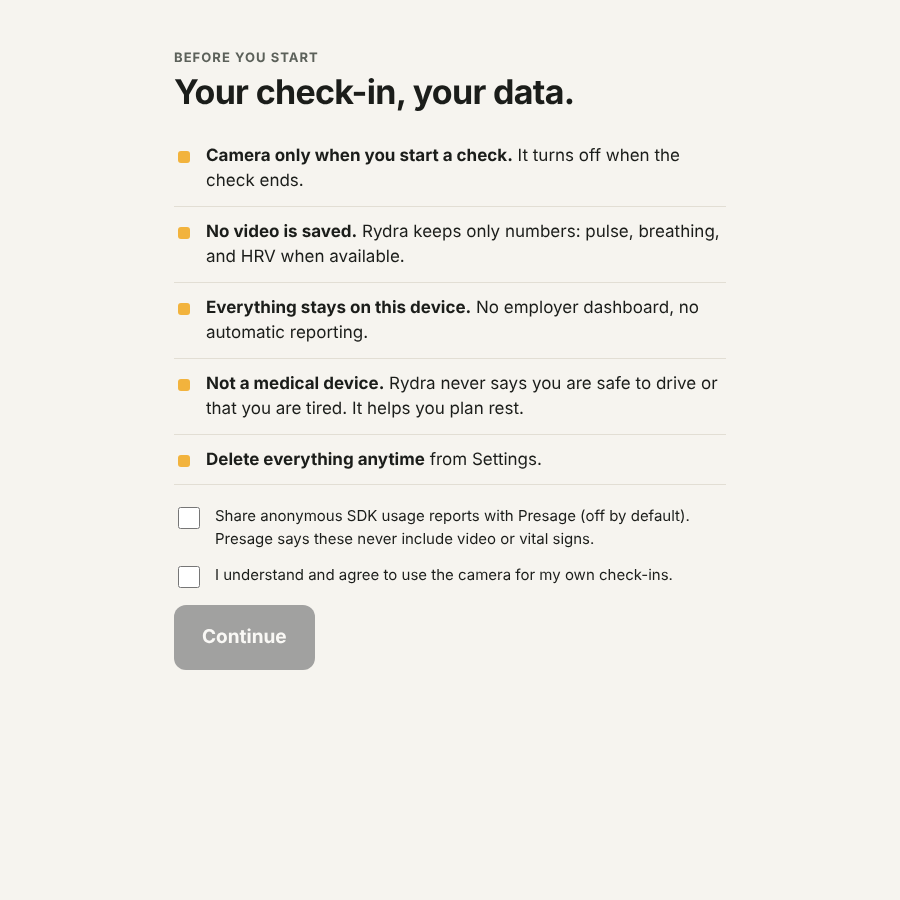 BEFORE YOU START
Your check-in, your data.
Camera only when you start a check. It turns off when the
check ends.
No video is saved. Rydra keeps only numbers: pulse, breathing,
and HRV when available.
Everything stays on this device. No employer dashboard, no
automatic reporting.
Not a medical device. Rydra never says you are safe to drive or
that you are tired. It helps you plan rest.
Delete everything anytime from Settings.
Share anonymous SDK usage reports with Presage (off by default).
Presage says these never include video or vital signs.
I understand and agree to use the camera for my own check-ins.
Continue